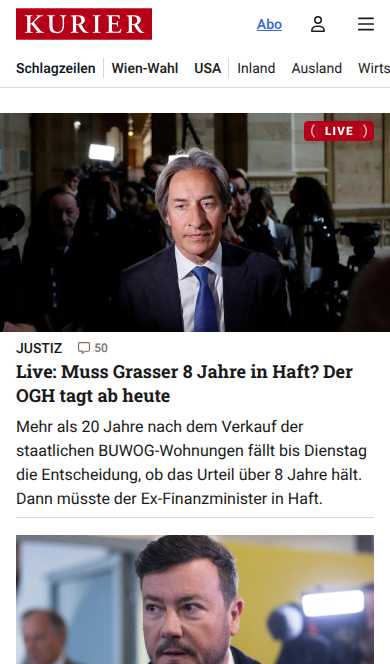 KURIER
Abo
Schlagzeilen Wien-Wahl USA Inland Ausland Wirts
( LIVE )
JUSTIZ 50
Live: Muss Grasser 8 Jahre in Haft? Der
OGH tagt ab heute
Mehr als 20 Jahre nach dem Verkauf der
staatlichen BUWOG-Wohnungen fällt bis Dienstag
die Entscheidung, ob das Urteil über 8 Jahre hält.
Dann müsste der Ex-Finanzminister in Haft.